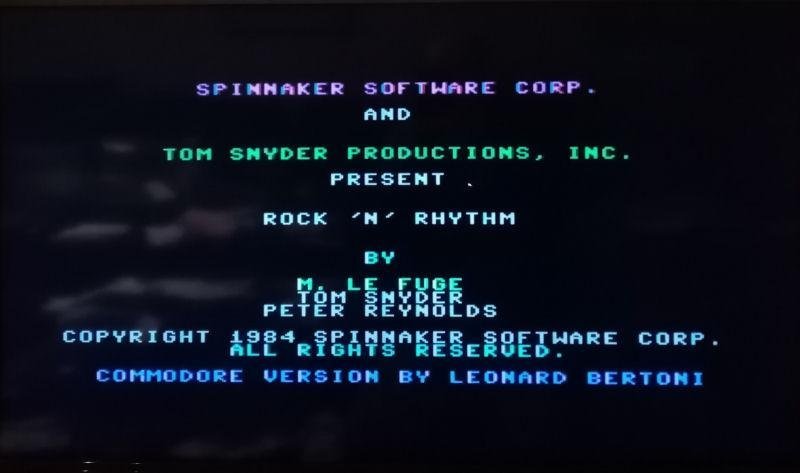 SPINNAKER SOFTWARE CORP.
AND
TOM SNYDER PRODUCTIONS, INC.
PRESENT .
ROCK 'N' RHYTHM
BY
M. LE FUGE
TOM SNYDER
PETER REYNOLDS
COPYRIGHT 1984 SPINNAKER SOFTWARE CORP.
ALL RIGHTS RESERVED.
COMMODORE VERSION BY LEONARD BERTONI